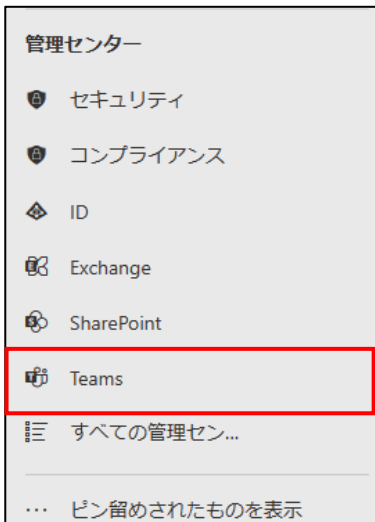 管理センター
セキュリティ
コンプライアンス
ID
Exchange
SharePoint
Teams
すべての管理セン...
… ピン留めされたものを表示